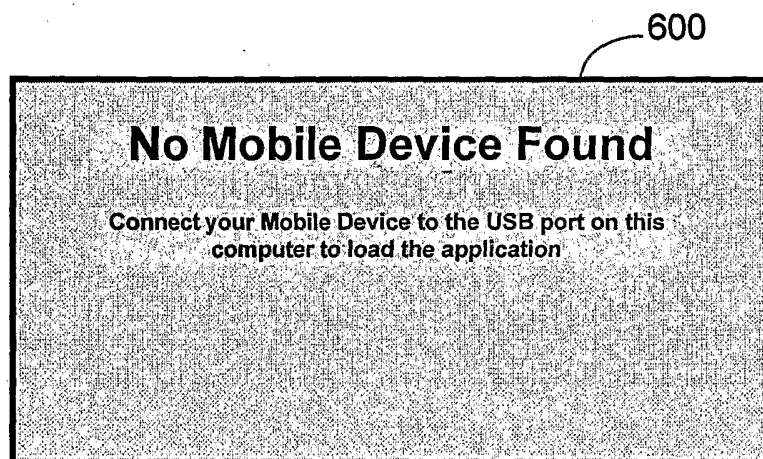 600
No Mobile Device Found
Connect your Mobile Device to the USB port on this
computer to load the application